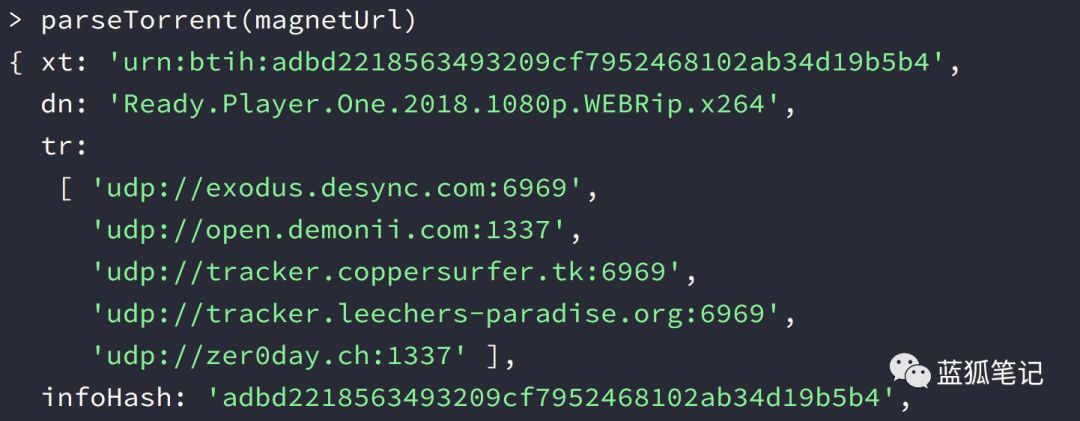 > parseTorrent(magnetUrl)
{ xt: 'urn:btih:adbd2218563493209cf7952468102ab34d19b5b4',
dn: 'Ready.Player.One.2018.1080p.WEBRip.x264',
tr:
[ 'udp://exodus.desync.com:6969',
'udp://open.demonii.com:1337',
'udp://tracker.coppersurfer.tk:6969',
'udp://tracker.leechers-paradise.org:6969',
'udp://zer0day.ch:1337' ],
infoHash: 'adbd2218563493209cf7952468102ab34d19b5b4',
蓝狐笔记